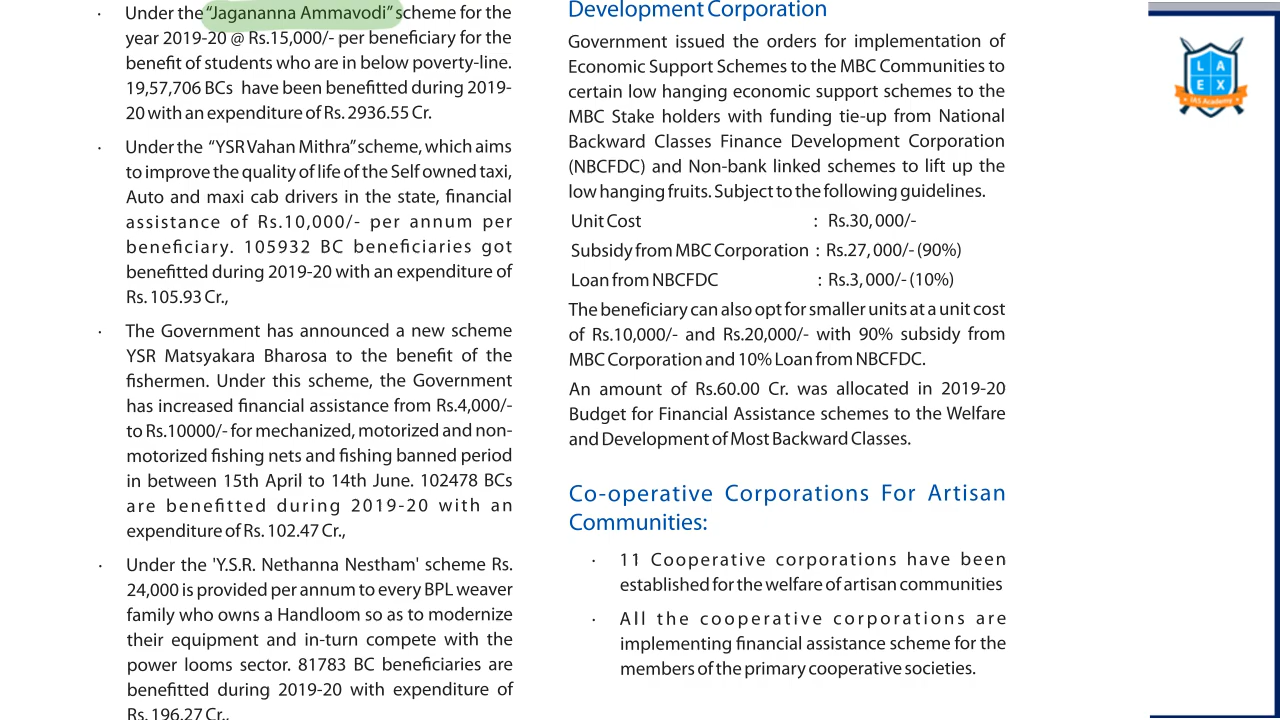 · Under the “Jagananna Ammavodi” scheme for the
year 2019-20 @ Rs.15,000/- per beneficiary for the
benefit of students who are in below poverty-line.
19,57,706 BCs have been benefitted during 2019-
20 with an expenditure of Rs. 2936.55 Cr.
· Under the “YSR Vahan Mithra” scheme, which aims
to improve the quality of life of the Self owned taxi,
Auto and maxi cab drivers in the state, financial
assistance of Rs.10,000/- per annum per
beneficiary. 105932 BC beneficiaries got
benefitted during 2019-20 with an expenditure of
Rs. 105.93 Cr.,
· The Government has announced a new scheme
YSR Matsyakara Bharosa to the benefit of the
fishermen. Under this scheme, the Government
has increased financial assistance from Rs.4,000/-
to Rs.10000/- for mechanized, motorized and non-
motorized fishing nets and fishing banned period
in between 15th April to 14th June. 102478 BCs
are benefitted during 2019-20 with an
expenditure of Rs. 102.47 Cr.,
· Under the 'Y.S.R. Nethanna Nestham' scheme Rs.
24,000 is provided per annum to every BPL weaver
family who owns a Handloom so as to modernize
their equipment and in-turn compete with the
power looms sector. 81783 BC beneficiaries are
benefitted during 2019-20 with expenditure of
Rs. 196.27 Cr.,
Development Corporation
Government issued the orders for implementation of
Economic Support Schemes to the MBC Communities to
certain low hanging economic support schemes to the
MBC Stake holders with funding tie-up from National
Backward Classes Finance Development Corporation
(NBCFDC) and Non-bank linked schemes to lift up the
low hanging fruits. Subject to the following guidelines.
Unit Cost : Rs.30,000/-
Subsidy from MBC Corporation : Rs.27,000/- (90%)
Loan from NBCFDC : Rs.3,000/- (10%)
The beneficiary can also opt for smaller units at a unit cost
of Rs.10,000/- and Rs.20,000/- with 90% subsidy from
MBC Corporation and 10% Loan from NBCFDC.
An amount of Rs.60.00 Cr. was allocated in 2019-20
Budget for Financial Assistance schemes to the Welfare
and Development of Most Backward Classes.
Co-operative Corporations For Artisan
Communities:
· 11 Cooperative corporations have been
established for the welfare of artisan communities
· All the cooperative corporations are
implementing financial assistance scheme for the
members of the primary cooperative societies.
L A
E X
IAS Academy